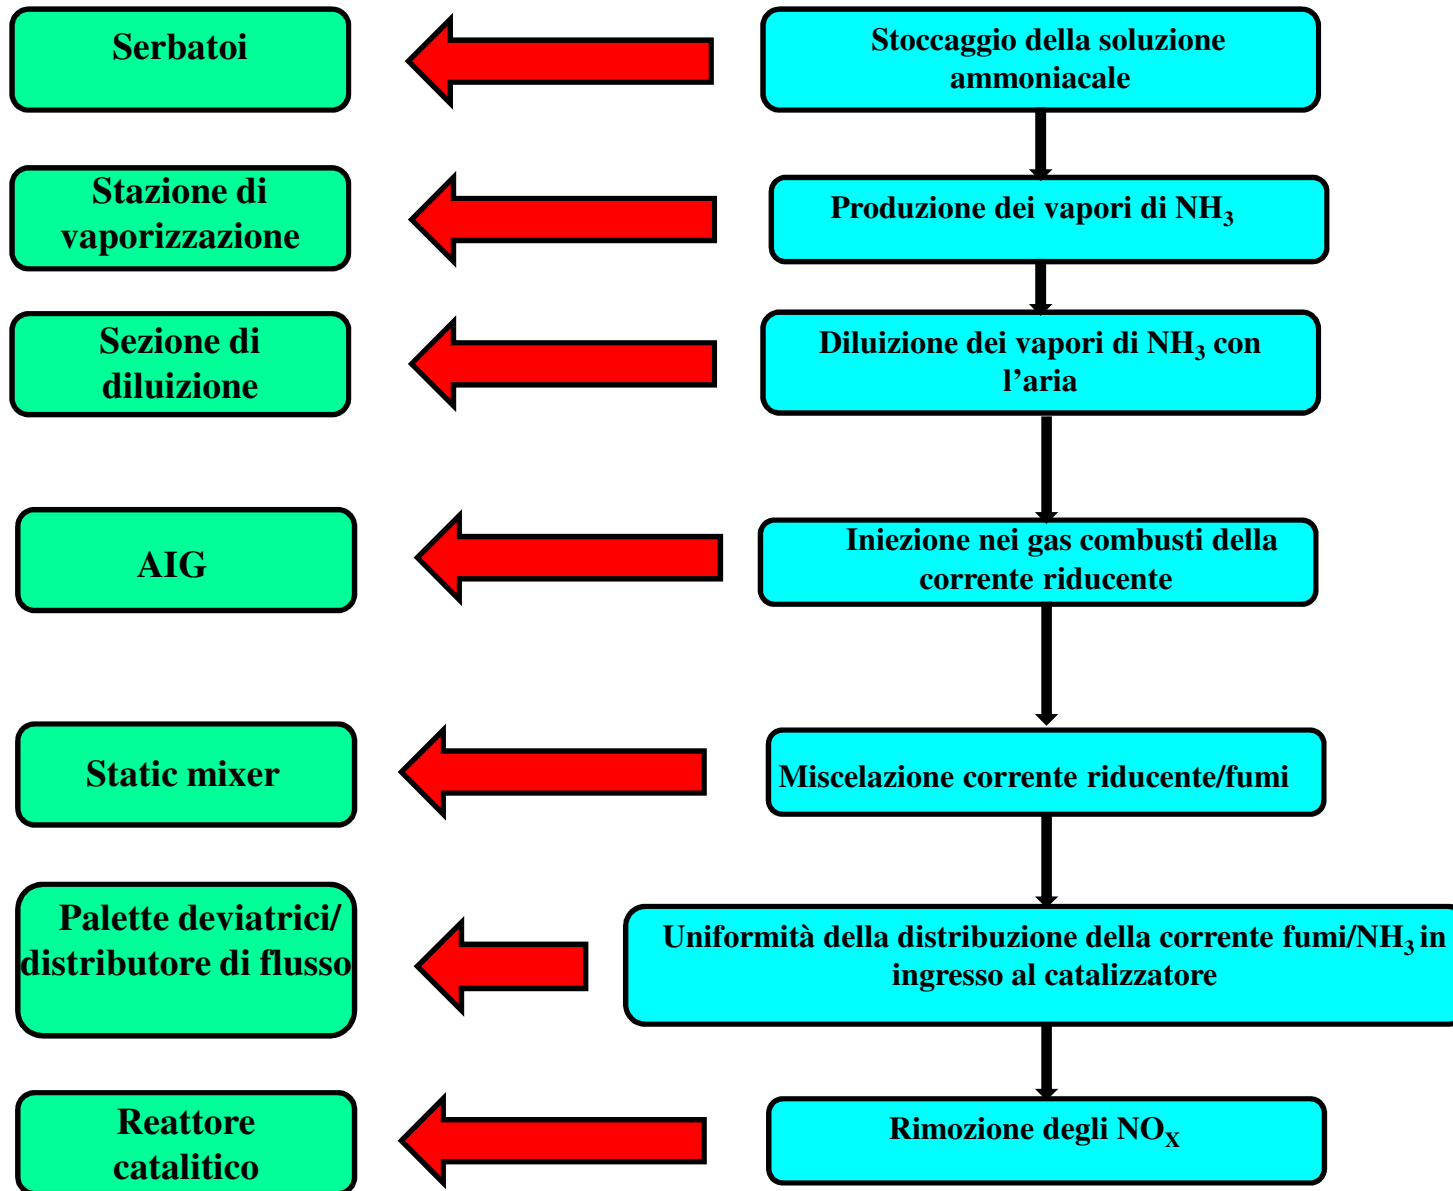 Serbatoi
Stoccaggio della soluzione
ammoniacale
Stazione di
vaporizzazione
Produzione dei vapori di NH₃
Sezione di
diluizione
Diluizione dei vapori di NH₃ con
l’aria
AIG
Iniezione nei gas combusti della
corrente riducente
Static mixer
Miscelazione corrente riducente/fumi
Palette deviatrici/
distributore di flusso
Uniformità della distribuzione della corrente fumi/NH₃ in
ingresso al catalizzatore
Reattore
catalitico
Rimozione degli NOX